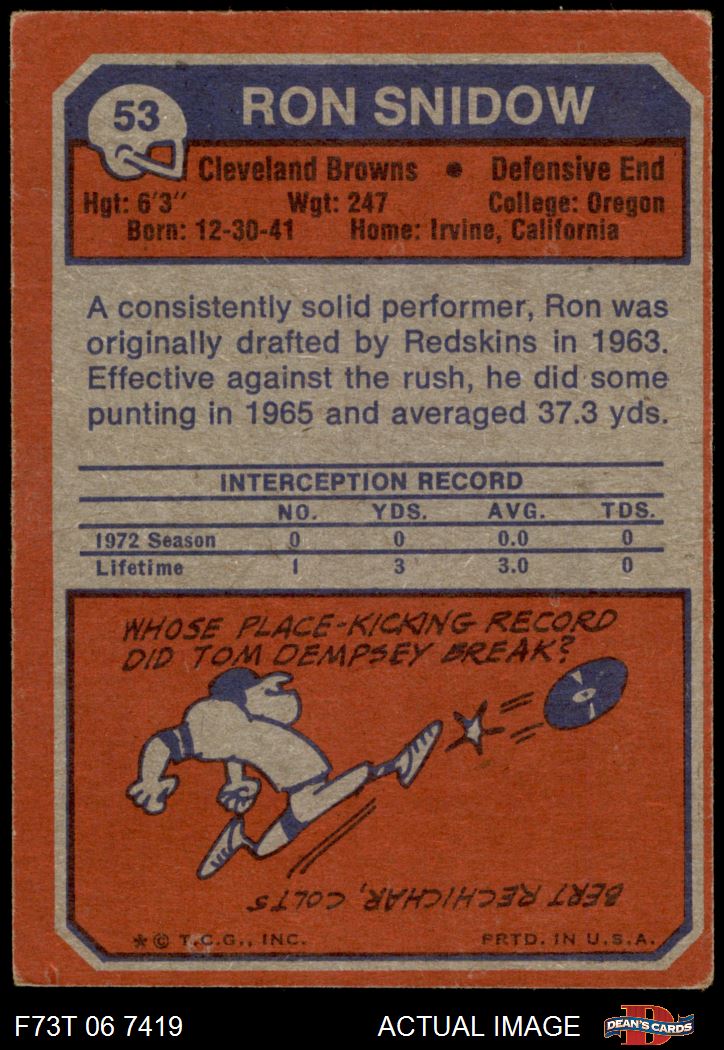 53
RON SNIDOW
Cleveland Browns • Defensive End
Hgt: 6'3" Wgt: 247 College: Oregon
Born: 12-30-41 Home: Irvine, California
A consistently solid performer, Ron was
originally drafted by Redskins in 1963.
Effective against the rush, he did some
punting in 1965 and averaged 37.3 yds.
INTERCEPTION RECORD
NO. YDS. AVG. TDS.
1972 Season 0 0 0.0 0
Lifetime 1 3 3.0 0
WHOSE PLACE-KICKING RECORD
DID TOM DEMPSEY BREAK?
BERT RECHICHAR, COLTS
* © T.C.G., INC. PRTD. IN U.S.A.
F73T 06 7419 ACTUAL IMAGE D DEAN'S CARDS